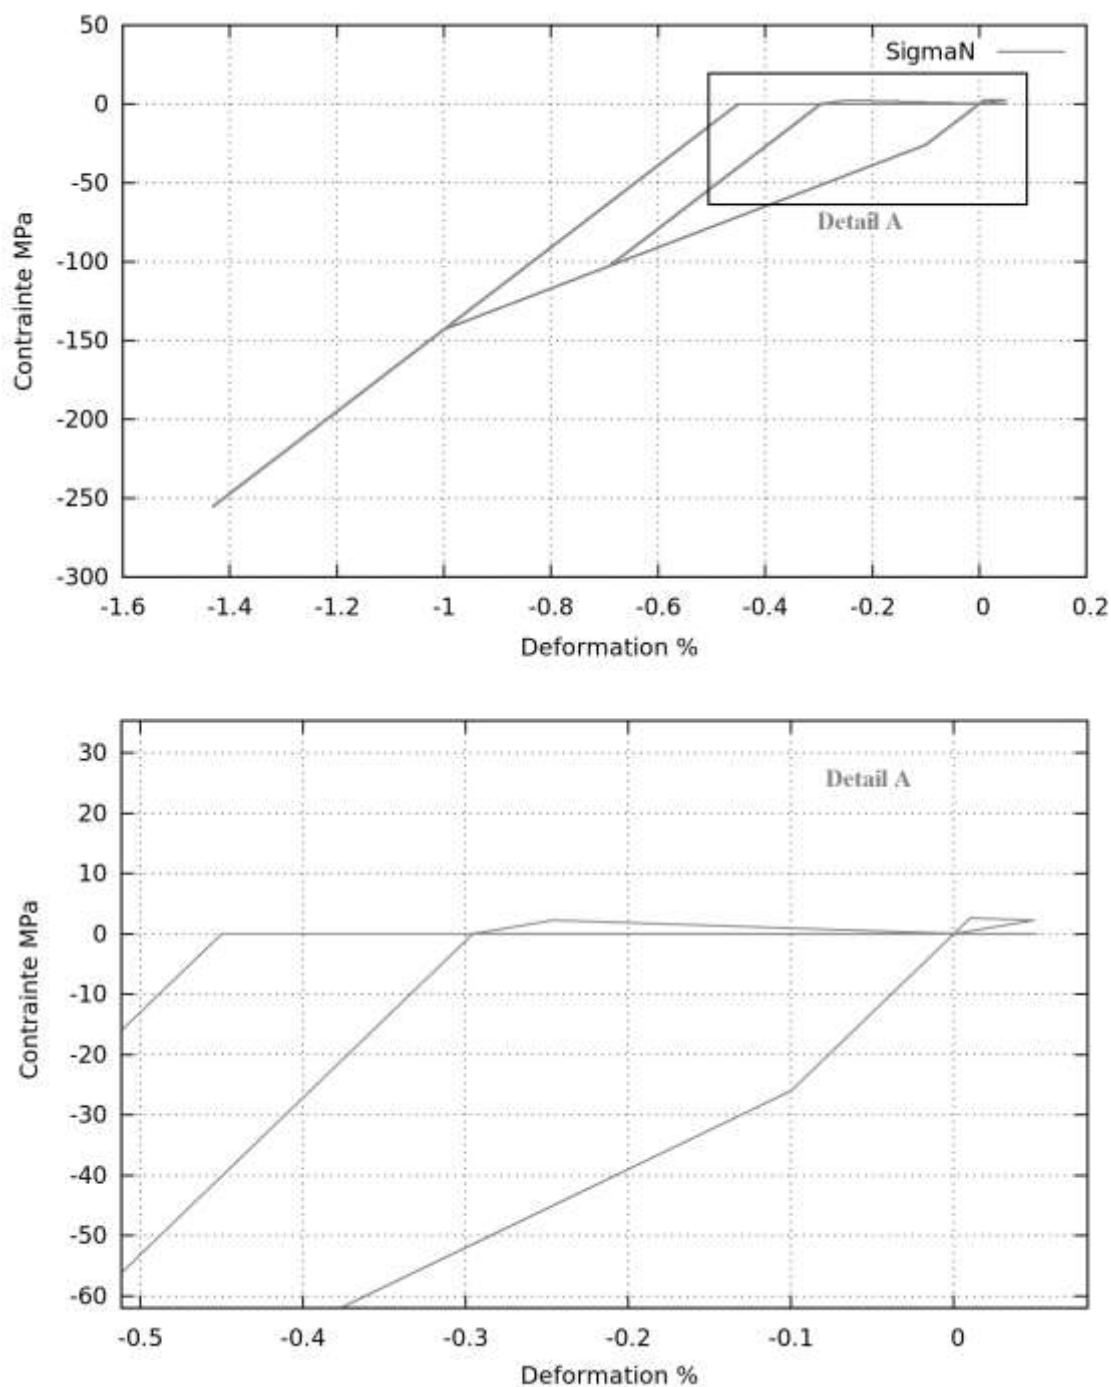 50
SigmaN
0
-50
Detail A
-100
-150
-200
-250
-300
Contrainte MPa
-1.6 -1.4 -1.2 -1 -0.8 -0.6 -0.4 -0.2 0 0.2
Deformation %
30
Detail A
20
10
0
-10
-20
-30
-40
-50
-60
Contrainte MPa
-0.5 -0.4 -0.3 -0.2 -0.1 0
Deformation %